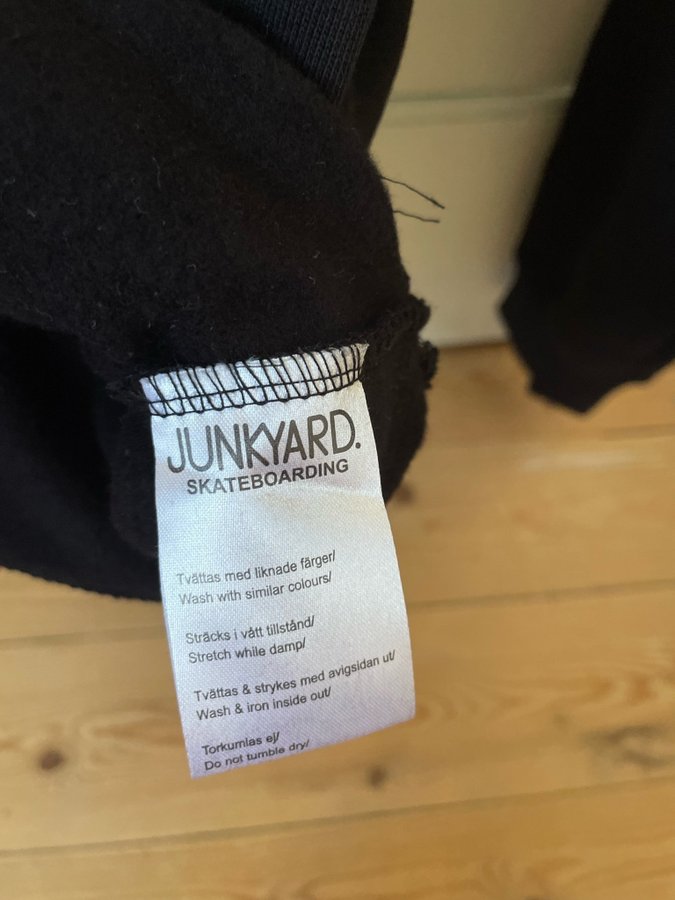 JUNKYARD.
SKATEBOARDING
Tvättas med liknade färger/
Wash with similar colours/
Sträcks i vått tillstånd/
Stretch while damp/
Tvättas & strykes med avigsidan ut/
Wash & iron inside out/
Torkumlas ej/
Do not tumble dry/